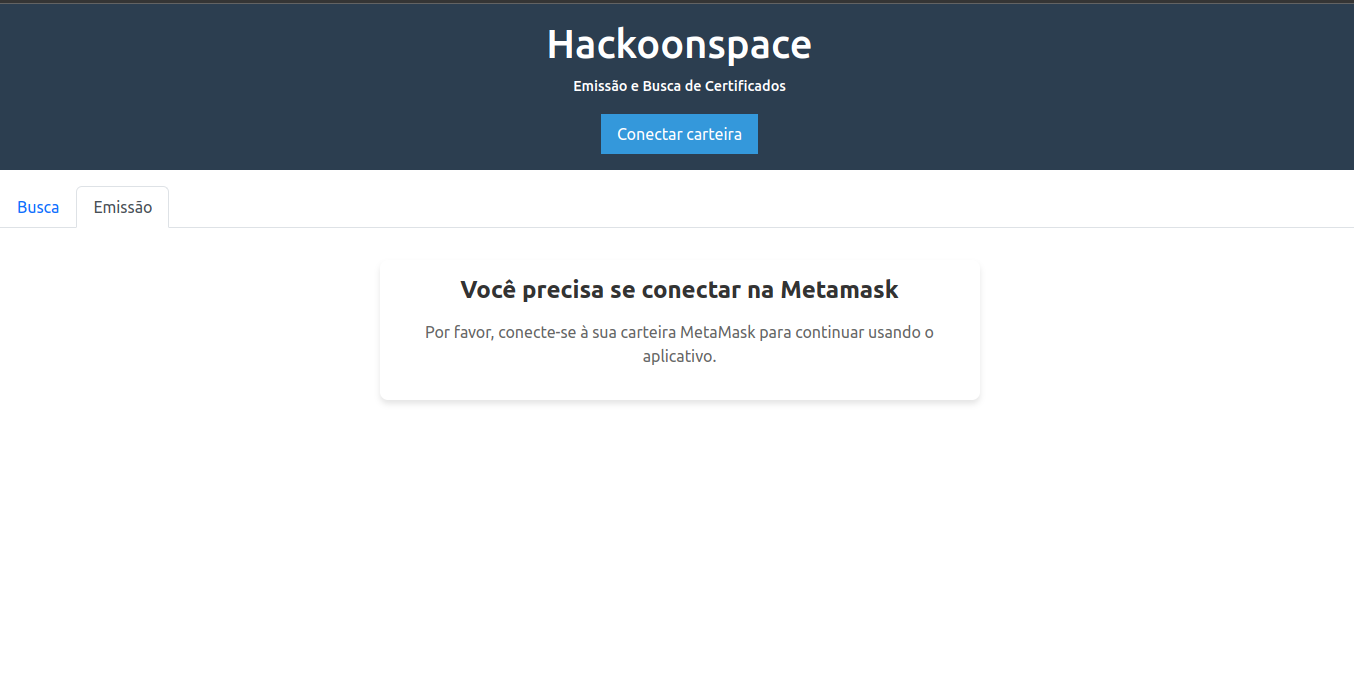 Hackoonspace
Emissão e Busca de Certificados
Conectar carteira
Busca
Emissão
Você precisa se conectar na Metamask
Por favor, conecte-se à sua carteira MetaMask para continuar usando o
aplicativo.